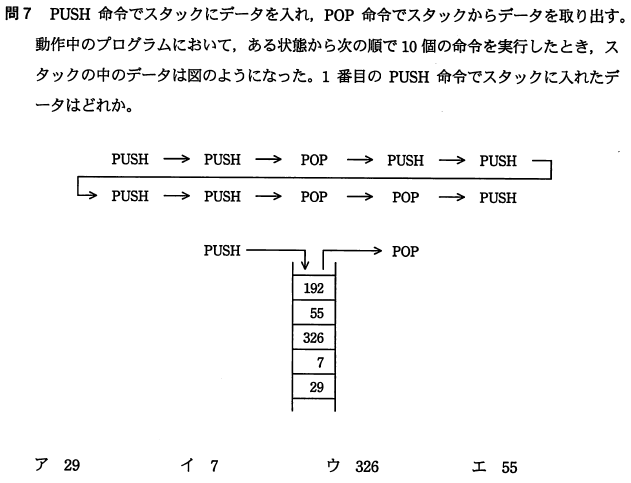 問7 PUSH 命令でスタックにデータを入れ，POP 命令でスタックからデータを取り出す。
動作中のプログラムにおいて，ある状態から次の順で 10 個の命令を実行したとき，ス
タックの中のデータは図のようになった。1 番目の PUSH 命令でスタックに入れたデ
ータはどれか。
PUSH → PUSH → POP → PUSH → PUSH
→ PUSH → PUSH → POP → POP → PUSH
PUSH → POP
192
55
326
7
29
ア 29 イ 7 ウ 326 エ 55